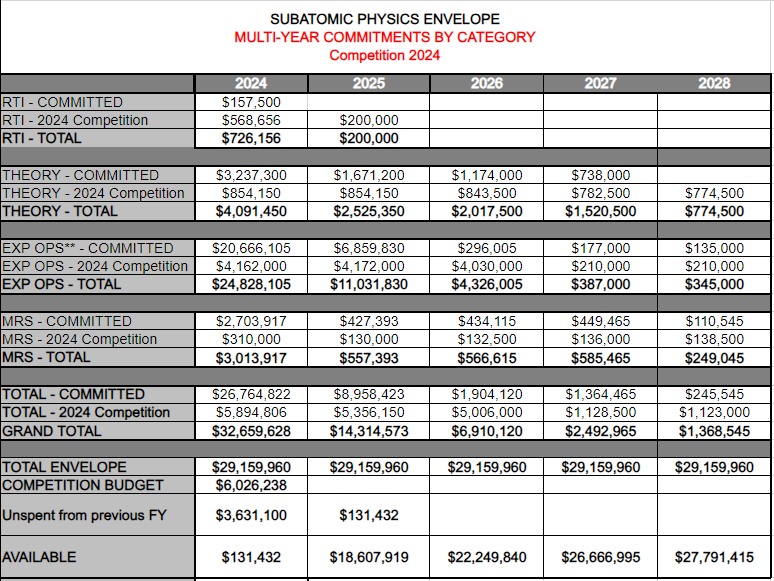 SUBATOMIC PHYSICS ENVELOPE
MULTI-YEAR COMMITMENTS BY CATEGORY
Competition 2024
2024 2025 2026 2027 2028
RTI - COMMITTED $157,500
RTI - 2024 Competition $568,656 $200,000
RTI - TOTAL $726,156 $200,000
THEORY - COMMITTED $3,237,300 $1,671,200 $1,174,000 $738,000
THEORY - 2024 Competition $854,150 $854,150 $843,500 $782,500 $774,500
THEORY - TOTAL $4,091,450 $2,525,350 $2,017,500 $1,520,500 $774,500
EXP OPS** - COMMITTED $20,666,105 $6,859,830 $296,005 $177,000 $135,000
EXP OPS - 2024 Competition $4,162,000 $4,172,000 $4,030,000 $210,000 $210,000
EXP OPS - TOTAL $24,828,105 $11,031,830 $4,326,005 $387,000 $345,000
MRS - COMMITTED $2,703,917 $427,393 $434,115 $449,465 $110,545
MRS - 2024 Competition $310,000 $130,000 $132,500 $136,000 $138,500
MRS - TOTAL $3,013,917 $557,393 $566,615 $585,465 $249,045
TOTAL - COMMITTED $26,764,822 $8,958,423 $1,904,120 $1,364,465 $245,545
TOTAL - 2024 Competition $5,894,806 $5,356,150 $5,006,000 $1,128,500 $1,123,000
GRAND TOTAL $32,659,628 $14,314,573 $6,910,120 $2,492,965 $1,368,545
TOTAL ENVELOPE $29,159,960 $29,159,960 $29,159,960 $29,159,960 $29,159,960
COMPETITION BUDGET $6,026,238
Unspent from previous FY $3,631,100 $131,432
AVAILABLE $131,432 $18,607,919 $22,249,840 $26,666,995 $27,791,415